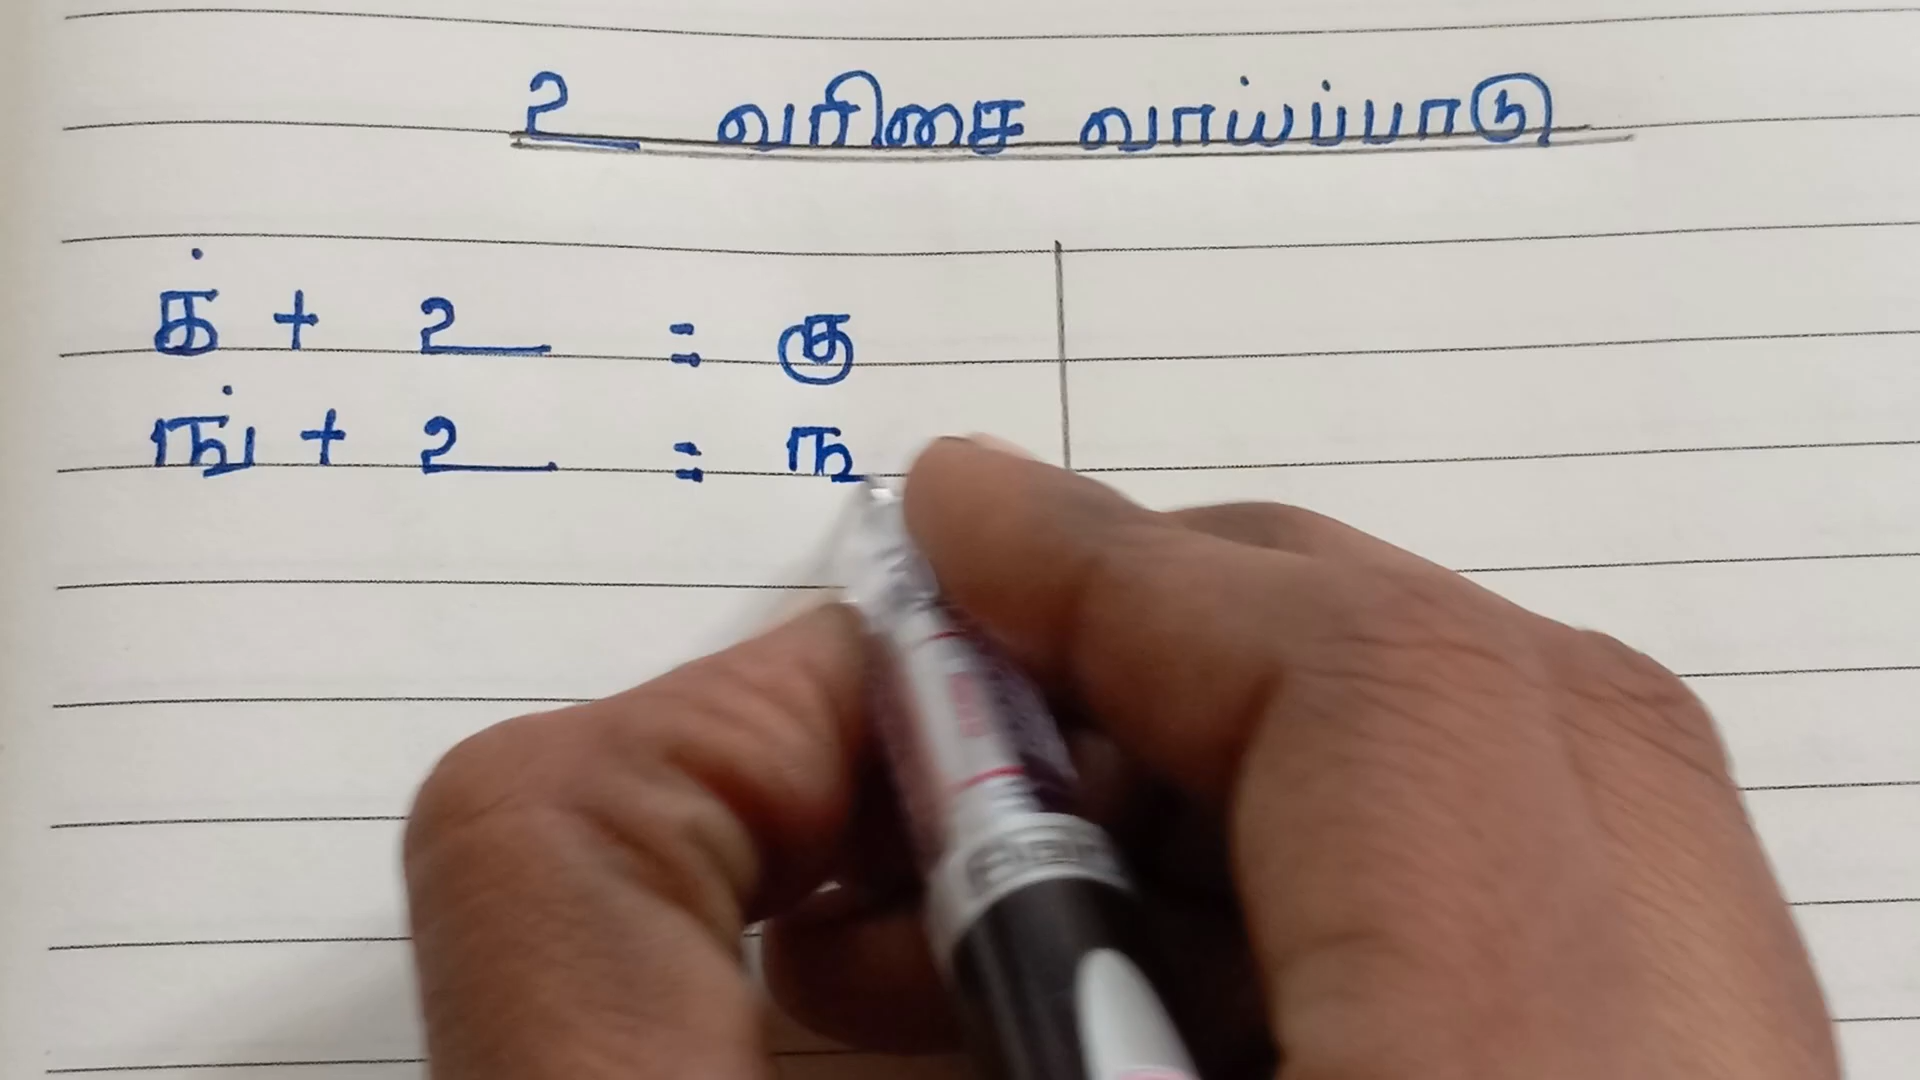 உ வரிசை வாய்ப்பாடு
க் + உ = கு
ங் + உ = ங